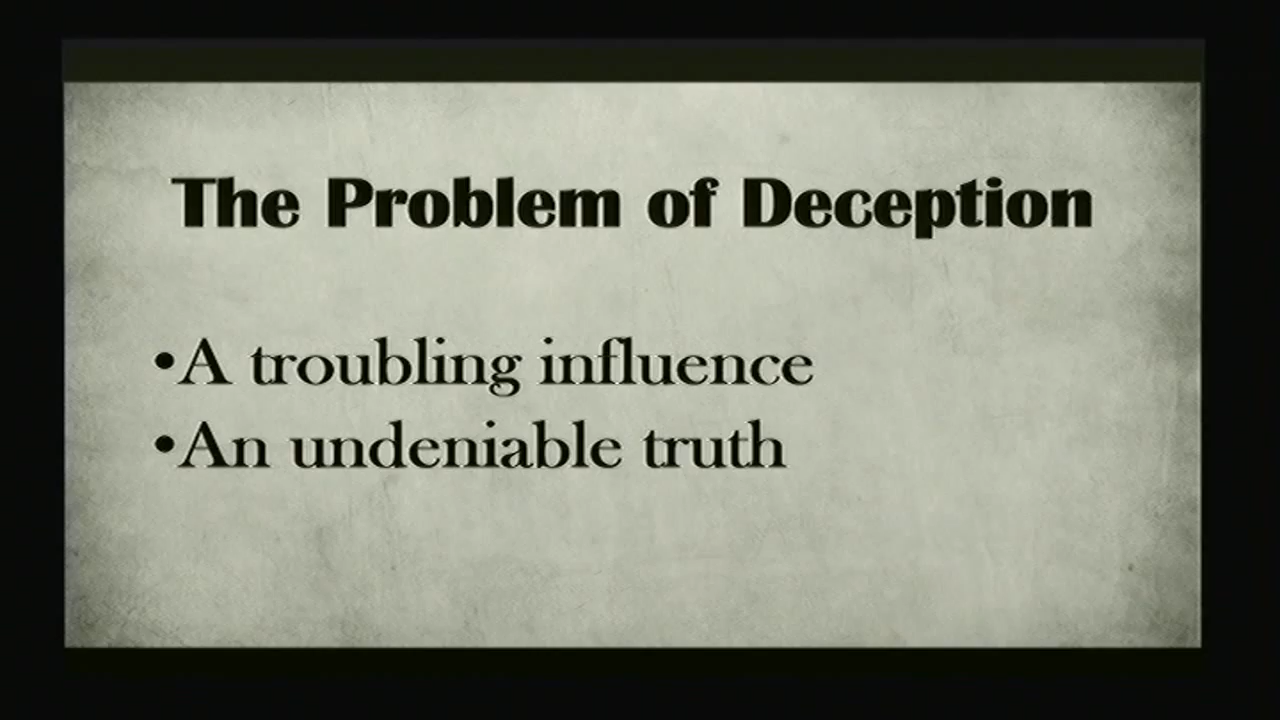 The Problem of Deception
•A troubling influence
•An undeniable truth